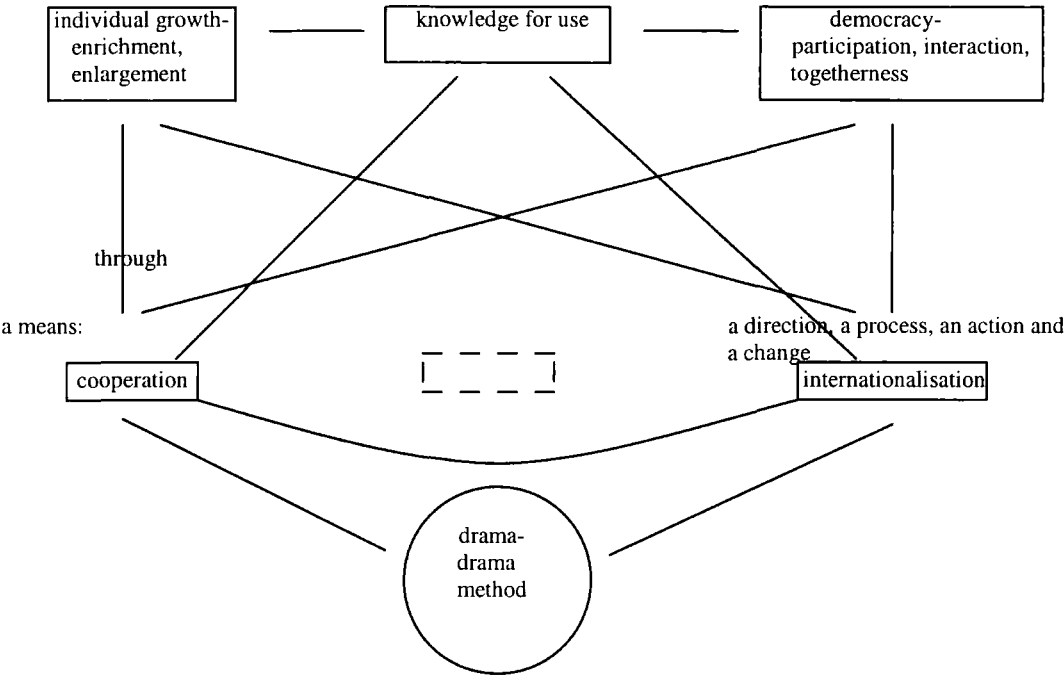 individual growth-
enrichment,
enlargement
knowledge for use
democracy-
participation, interaction,
togetherness
through
a means:
a direction, a process, an action and
a change
cooperation
internationalisation
drama-
drama
method